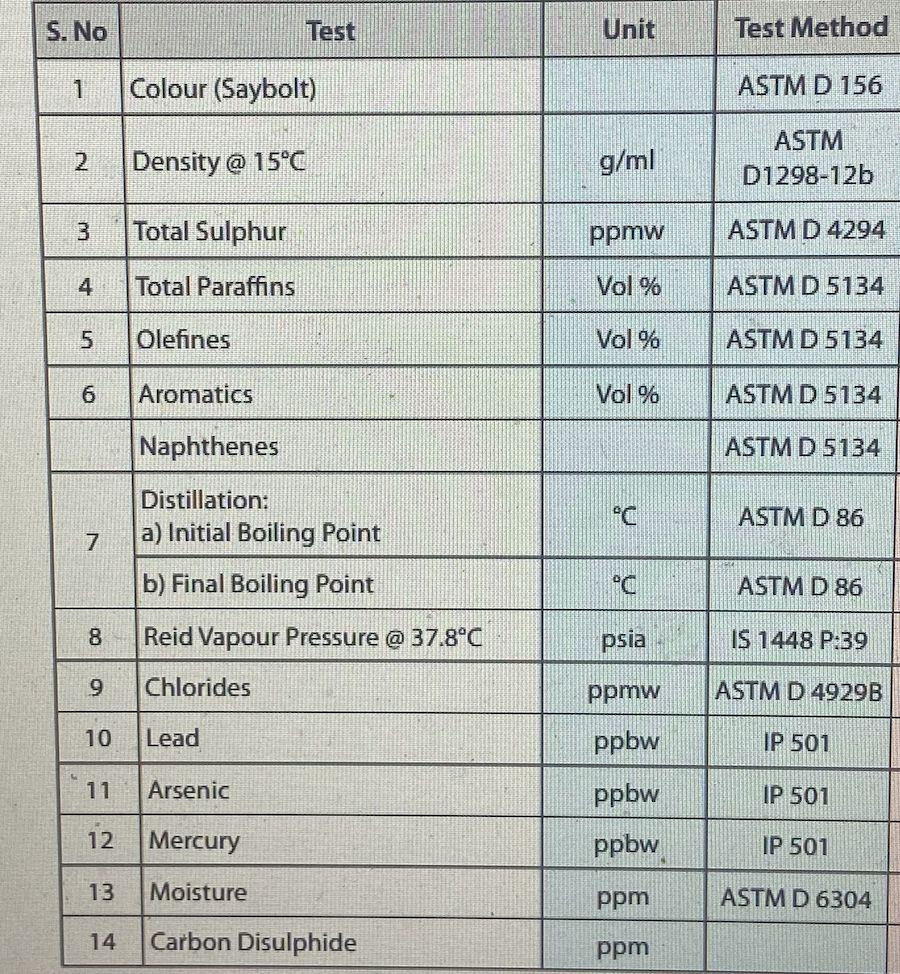 S. No Test Unit Test Method
1 Colour (Saybolt) ASTM D 156
2 Density @ 15°C g/ml ASTM D1298-12b
3 Total Sulphur ppmw ASTM D 4294
4 Total Paraffins Vol % ASTM D 5134
5 Olefines Vol % ASTM D 5134
6 Aromatics Vol % ASTM D 5134
Naphthenes ASTM D 5134
7 Distillation:
a) Initial Boiling Point °C ASTM D 86
b) Final Boiling Point °C ASTM D 86
8 Reid Vapour Pressure @ 37.8°C psia IS 1448 P:39
9 Chlorides ppmw ASTM D 4929B
10 Lead ppbw IP 501
11 Arsenic ppbw IP 501
12 Mercury ppbw IP 501
13 Moisture ppm ASTM D 6304
14 Carbon Disulphide ppm